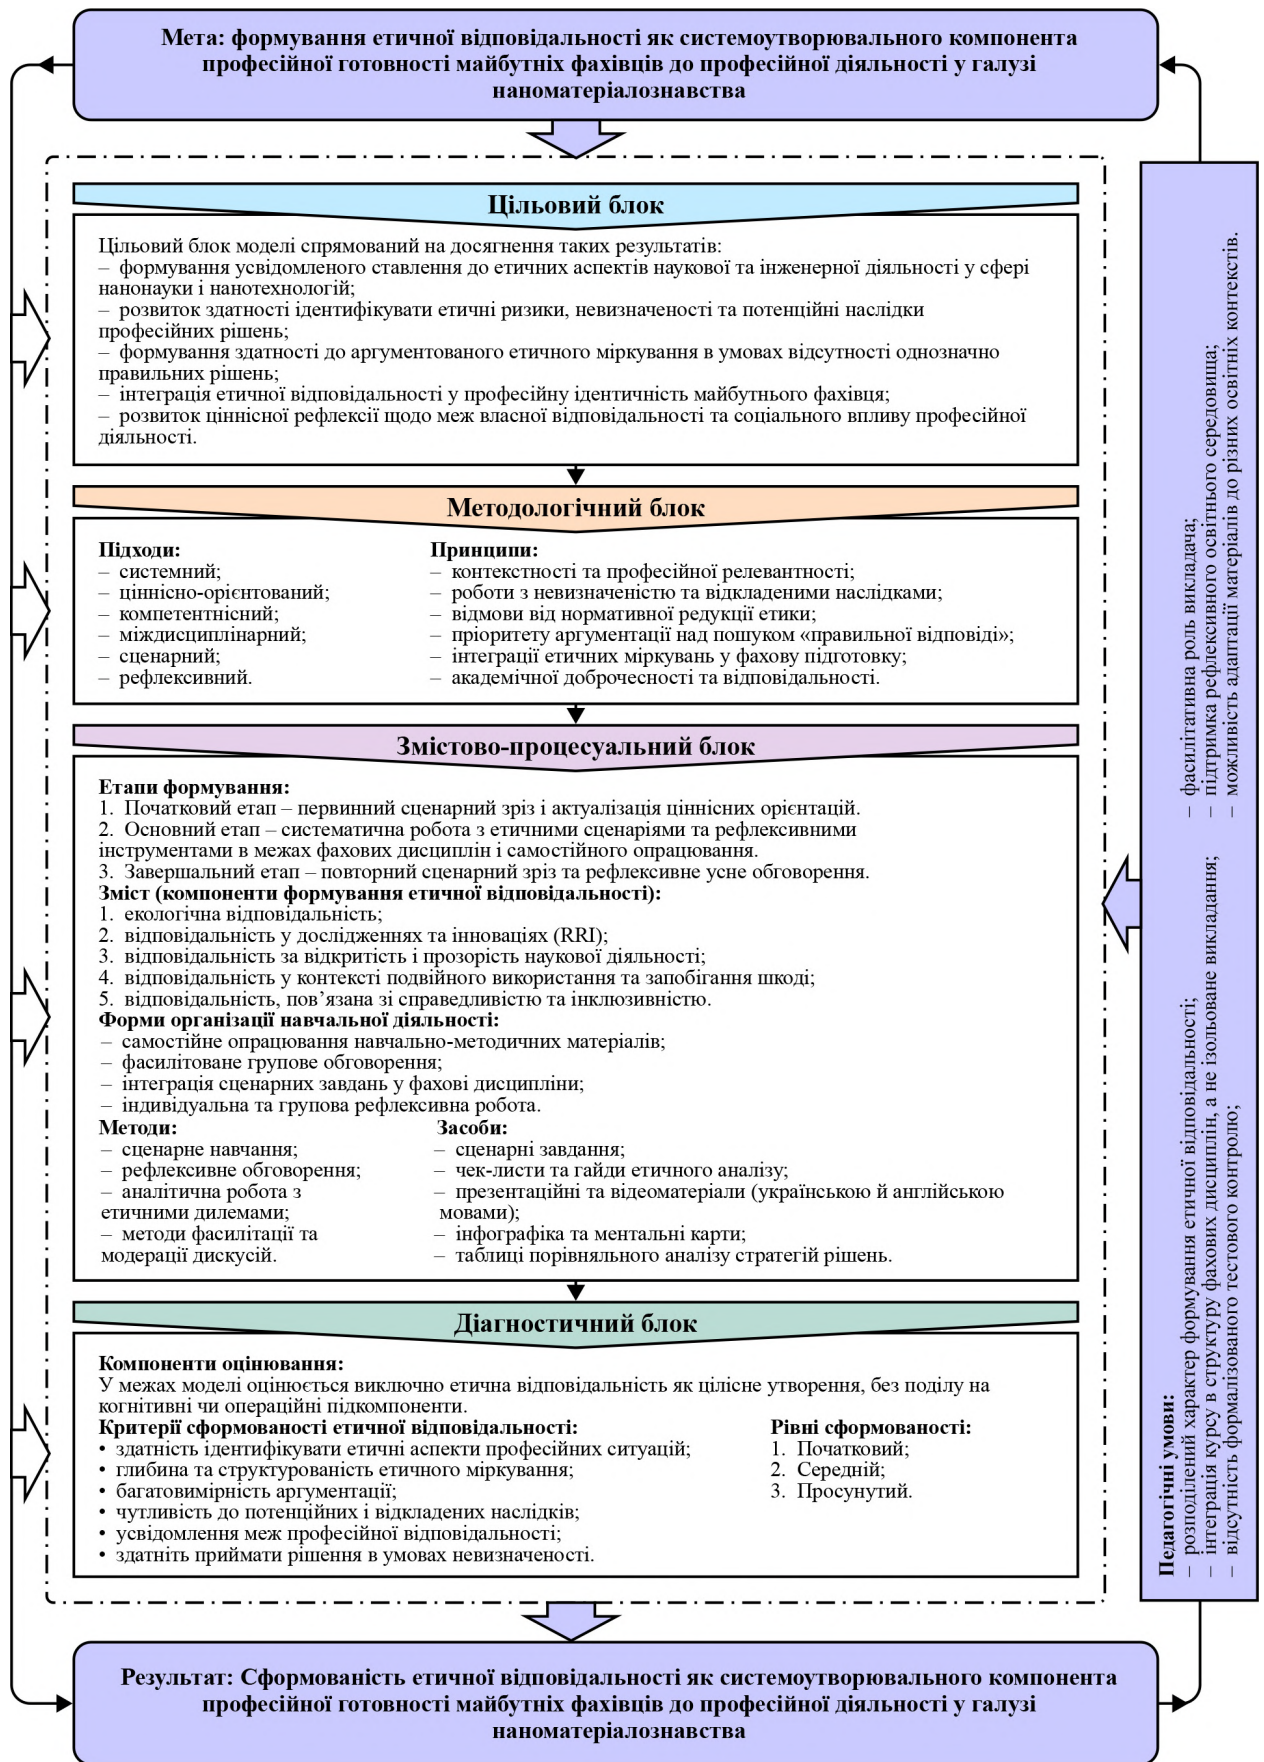 Мета: формування етичної відповідальності як системоутворювального компонента
професійної готовності майбутніх фахівців до професійної діяльності у галузі
наноматеріалознавства
Цільовий блок
Цільовий блок моделі спрямований на досягнення таких результатів:
– формування усвідомленого ставлення до етичних аспектів наукової та інженерної діяльності у сфері
нанонауки і нанотехнологій;
– розвиток здатності ідентифікувати етичні ризики, невизначеності та потенційні наслідки
професійних рішень;
– формування здатності до аргументованого етичного міркування в умовах відсутності однозначно
правильних рішень;
– інтеграція етичної відповідальності у професійну ідентичність майбутнього фахівця;
– розвиток ціннісної рефлексії щодо меж власної відповідальності та соціального впливу професійної
діяльності.
Методологічний блок
Підходи:
– системний;
– ціннісно-орієнтований;
– компетентнісний;
– міждисциплінарний;
– сценарний;
– рефлексивний.
Принципи:
– контекстності та професійної релевантності;
– роботи з невизначеністю та відкладеними наслідками;
– відмови від нормативної редукції етики;
– пріоритету аргументації над пошуком «правильної відповіді»;
– інтеграції етичних міркувань у фахову підготовку;
– академічної доброчесності та відповідальності.
Змістово-процесуальний блок
Етапи формування:
1. Початковий етап – первинний сценарний зріз і актуалізація ціннісних орієнтацій.
2. Основний етап – систематична робота з етичними сценаріями та рефлексивними
інструментами в межах фахових дисциплін і самостійного опрацювання.
3. Завершальний етап – повторний сценарний зріз та рефлексивне усне обговорення.
Зміст (компоненти формування етичної відповідальності):
1. екологічна відповідальність;
2. відповідальність у дослідженнях та інноваціях (RRI);
3. відповідальність за відкритість і прозорість наукової діяльності;
4. відповідальність у контексті подвійного використання та запобігання шкоді;
5. відповідальність, пов’язана зі справедливістю та інклюзивністю.
Форми організації навчальної діяльності:
– самостійне опрацювання навчально-методичних матеріалів;
– фасилітоване групове обговорення;
– інтеграція сценарних завдань у фахові дисципліни;
– індивідуальна та групова рефлексивна робота.
Методи:
– сценарне навчання;
– рефлексивне обговорення;
– аналітична робота з
етичними дилемами;
– методи фасилітації та
модерації дискусій.
Засоби:
– сценарні завдання;
– чек-листи та гайди етичного аналізу;
– презентаційні та відеоматеріали (українською й англійською
мовами);
– інфографіка та ментальні карти;
– таблиці порівняльного аналізу стратегій рішень.
Діагностичний блок
Компоненти оцінювання:
У межах моделі оцінюється виключно етична відповідальність як цілісне утворення, без поділу на
когнітивні чи операційні підкомпоненти.
Критерії сформованості етичної відповідальності:
• здатність ідентифікувати етичні аспекти професійних ситуацій;
• глибина та структурованість етичного міркування;
• багатовимірність аргументації;
• чутливість до потенційних і відкладених наслідків;
• усвідомлення меж професійної відповідальності;
• здатніть приймати рішення в умовах невизначеності.
Рівні сформованості:
1. Початковий;
2. Середній;
3. Просунутий.
Педагогічні умови:
– розподілений характер формування етичної відповідальності;
– інтеграція курсу в структуру фахових дисциплін, а не ізольоване викладання;
– відсутність формалізованого тестового контролю;
– фасилітативна роль викладача;
– підтримка рефлексивного освітнього середовища;
– можливість адаптації матеріалів до різних освітніх контекстів.
Результат: Сформованість етичної відповідальності як системоутворювального компонента
професійної готовності майбутніх фахівців до професійної діяльності у галузі
наноматеріалознавства